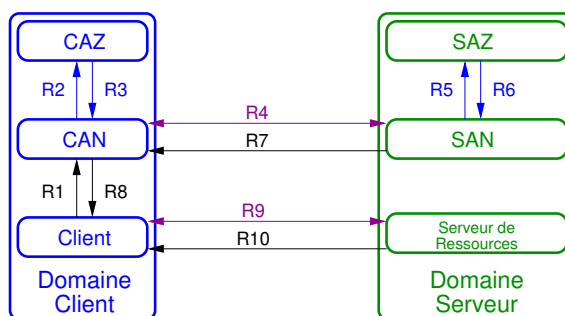 CAZ
SAZ
R2
R3
R5
R6
CAN
R4
SAN
R7
R1
R8
Client
R9
Serveur de
Ressources
R10
Domaine
Client
Domaine
Serveur